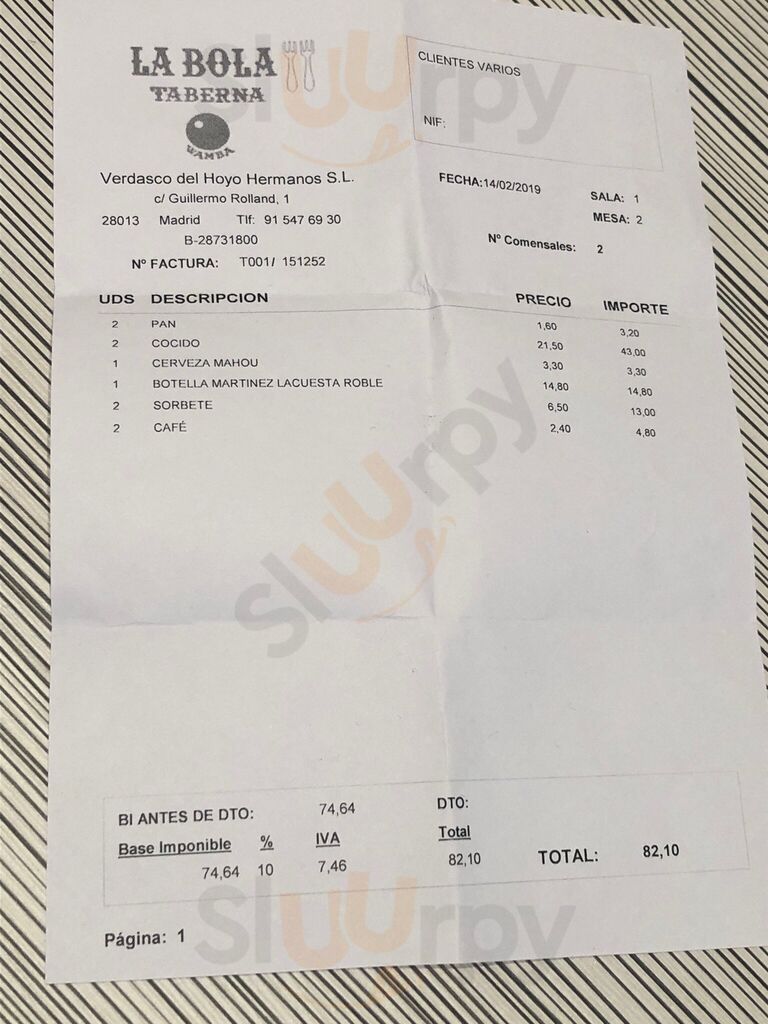 LA BOLA
TABERNA
WAMBA
CLIENTES VARIOS
NIF:
Verdasco del Hoyo Hermanos S.L.
c/ Guillermo Rolland, 1
28013 Madrid Tlf: 91 547 69 30
B-28731800
Nº FACTURA: T001/ 151252
FECHA:14/02/2019
SALA: 1
MESA: 2
Nº Comensales: 2
UDS DESCRIPCION PRECIO IMPORTE
2 PAN 1,60 3,20
2 COCIDO 21,50 43,00
1 CERVEZA MAHOU 3,30 3,30
1 BOTELLA MARTINEZ LACUESTA ROBLE 14,80 14,80
2 SORBETE 6,50 13,00
2 CAFÉ 2,40 4,80
BI ANTES DE DTO: 74,64 DTO:
Base Imponible % IVA Total
74,64 10 7,46 82,10 TOTAL: 82,10
Página: 1
Sluurpy
Sluurpy
Sluurpy